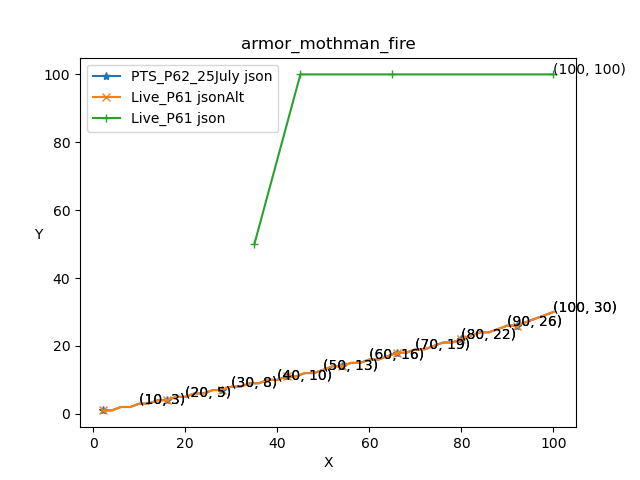 armor_mothman_fire
PTS_P62_25July json
Live_P61 jsonAlt
Live_P61 json
(100, 100)
100
80
60
Y
40
20
0
(10, 3)
(20, 5)
(30, 8)
(40, 10)
(50, 13)
(60, 16)
(70, 19)
(80, 22)
(90, 26)
(100, 30)
0 20 40 60 80 100
X